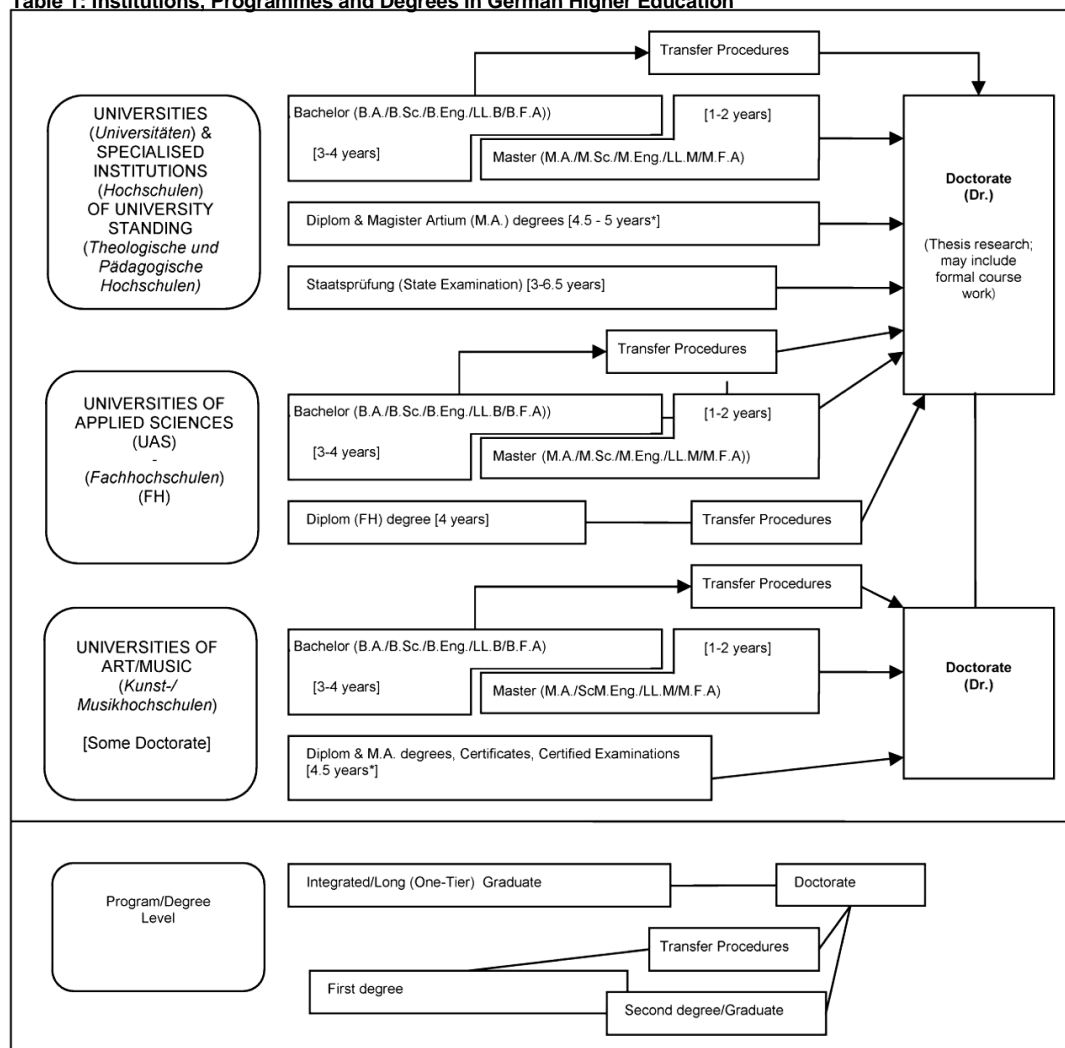 Table 1: Institutions, Programmes and Degrees in German Higher Education
Transfer Procedures
UNIVERSITIES
(Universitäten) &
SPECIALISED
INSTITUTIONS
(Hochschulen)
OF UNIVERSITY
STANDING
(Theologische und
Pädagogische
Hochschulen)
Bachelor (B.A./B.Sc./B.Eng./LL.B/B.F.A))
[3-4 years]
[1-2 years]
Master (M.A./M.Sc./M.Eng./LL.M/M.F.A)
Diplom & Magister Artium (M.A.) degrees [4.5 - 5 years*]
Staatsprüfung (State Examination) [3-6.5 years]
Doctorate
(Dr.)
(Thesis research;
may include
formal course
work)
Transfer Procedures
UNIVERSITIES OF
APPLIED SCIENCES
(UAS)
-
(Fachhochschulen)
(FH)
Bachelor (B.A./B.Sc./B.Eng./LL.B/B.F.A))
[3-4 years]
[1-2 years]
Master (M.A./M.Sc./M.Eng./LL.M/M.F.A))
Diplom (FH) degree [4 years]
Transfer Procedures
Transfer Procedures
UNIVERSITIES OF
ART/MUSIC
(Kunst-/
Musikhochschulen)
[Some Doctorate]
Bachelor (B.A./B.Sc./B.Eng./LL.B/B.F.A)
[3-4 years]
[1-2 years]
Master (M.A./ScM.Eng./LL.M/M.F.A)
Diplom & M.A. degrees, Certificates, Certified Examinations
[4.5 years*]
Doctorate
(Dr.)
Program/Degree
Level
Integrated/Long (One-Tier) Graduate
Doctorate
Transfer Procedures
First degree
Second degree/Graduate